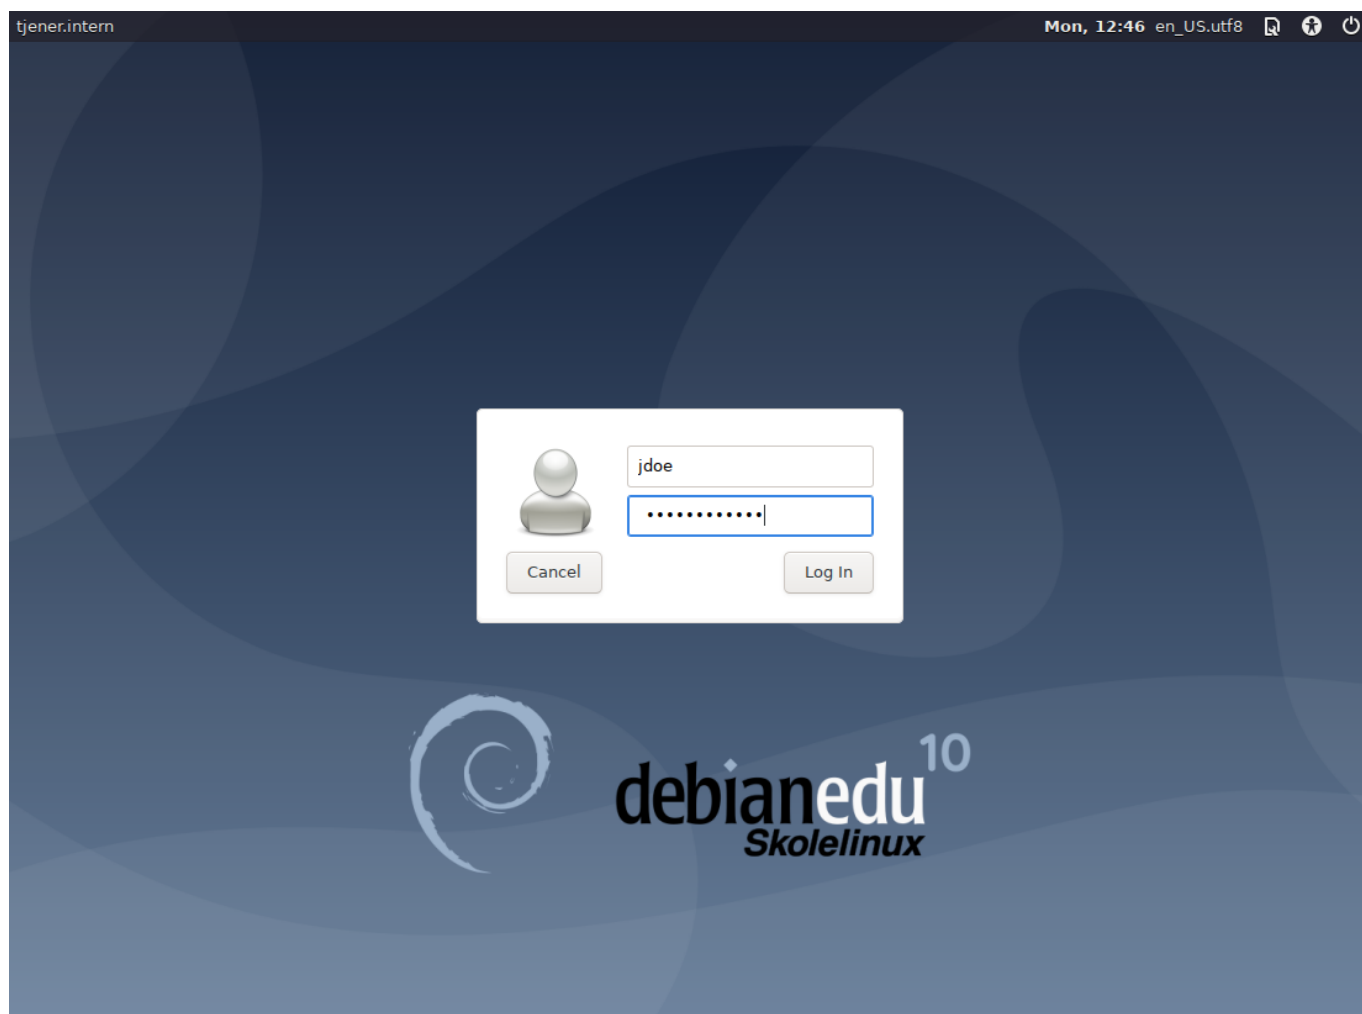 tjener.intern
Mon, 12:46 en_US.utf8
jdoe
••••••••••••
Cancel
Log In
debianedu 10
Skolelinux